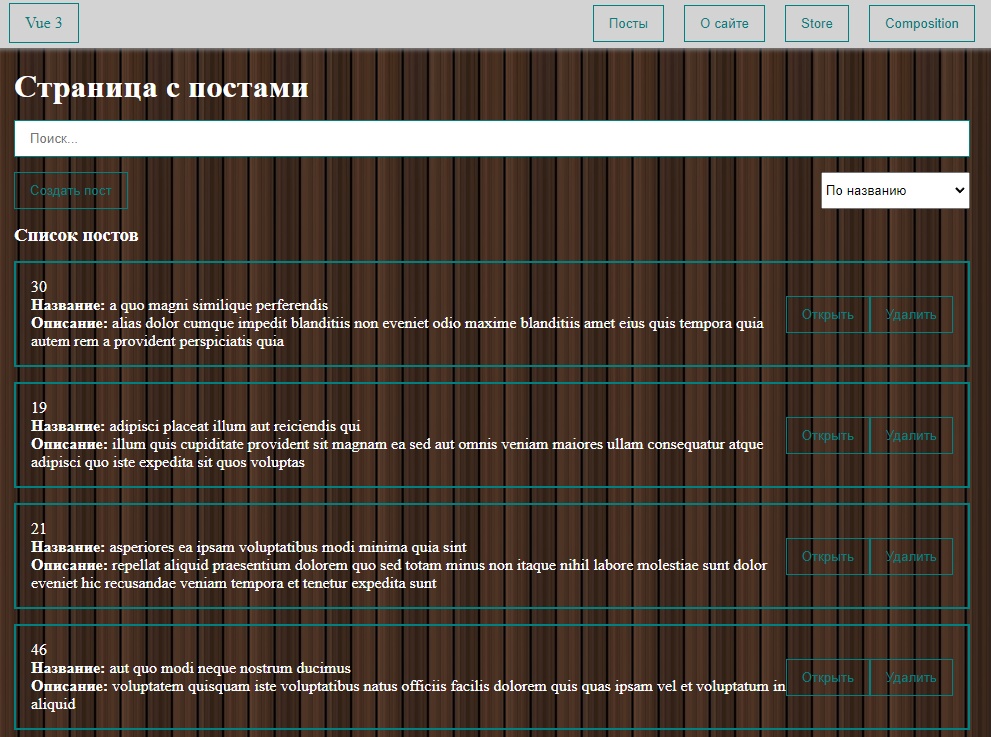 Vue 3 Посты О сайте Store Composition
Страница с постами
Поиск...
Создать пост По названию
Список постов
30
Название: a quo magni similique perferendis
Описание: alias dolor cumque impedit blanditiis non eveniet odio maxime blanditiis amet eius quis tempora quia
autem rem a provident perspiciatis quia
Открыть Удалить
19
Название: adipisci placeat illum aut reiciendis qui
Описание: illum quis cupiditate provident sit magnam ea sed aut omnis veniam maiores ullam consequatur atque
adipisci quo iste expedita sit quos voluptas
Открыть Удалить
21
Название: asperiores ea ipsam voluptatibus modi minima quia sint
Описание: repellat aliquid praesentium dolorem quo sed totam minus non itaque nihil labore molestiae sunt dolor
eveniet hic recusandae veniam tempora et tenetur expedita sunt
Открыть Удалить
46
Название: aut quo modi neque nostrum ducimus
Описание: voluptatem quisquam iste voluptatibus natus officiis facilis dolorem quis quas ipsam vel et voluptatum in
aliquid
Открыть Удалить